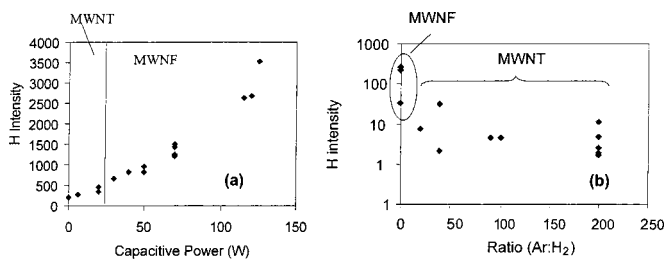 MWNT
MWNF
4000
3500
3000
2500
2000
1500
1000
500
0
H Intensity
0
50
100
150
Capacitive Power (W)
(a)
MWNF
MWNT
1000
100
10
1
1
H intensity
0
50
100
150
200
250
Ratio (Ar:H₂)
(b)